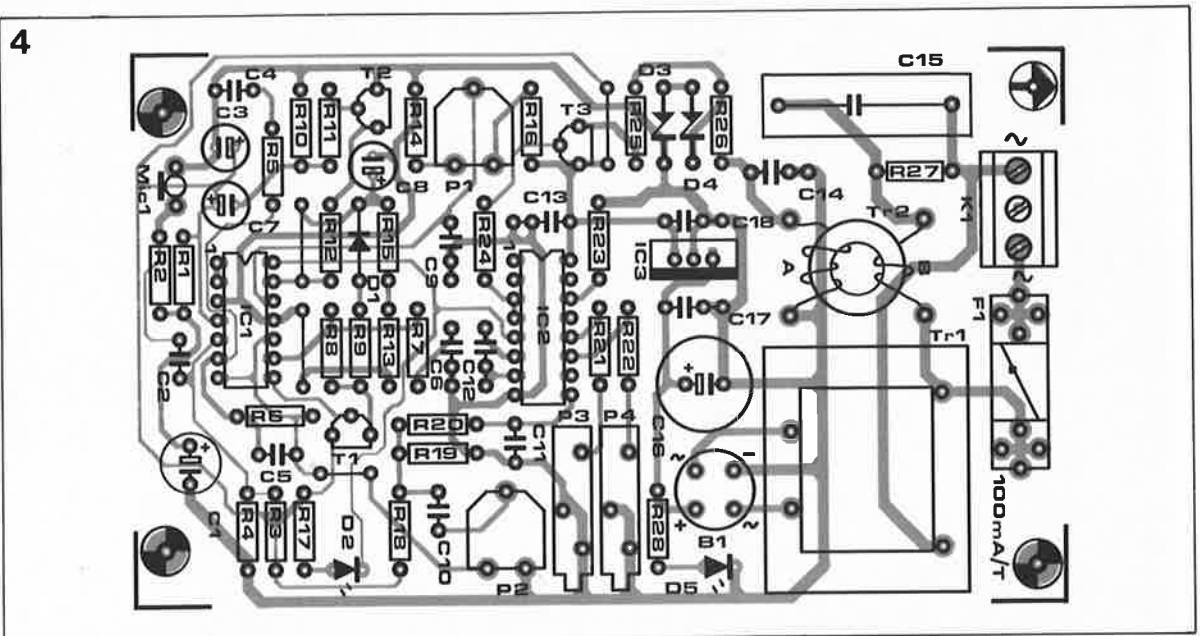 4
C4
T2
D3
C15
C3
R5
R10
R11
R14
R16
T3
R25
R26
~
Mic1
C8
P1
C13
D4
C14
R27
K1
C7
R12
R15
R24
R23
C18
Tr2
R2
R1
1
IC1
D1
C9
1
IC2
IC3
A
B
~
F1
C2
R8
R9
R13
R7
C6
C12
R21
R22
C17
+
Tr1
R6
T1
R20
R19
C11
P3
P4
C16
~
-
+
~
C5
C1
R4
R3
R17
D2
R18
C10
P2
R28
B1
D5
100mA/T